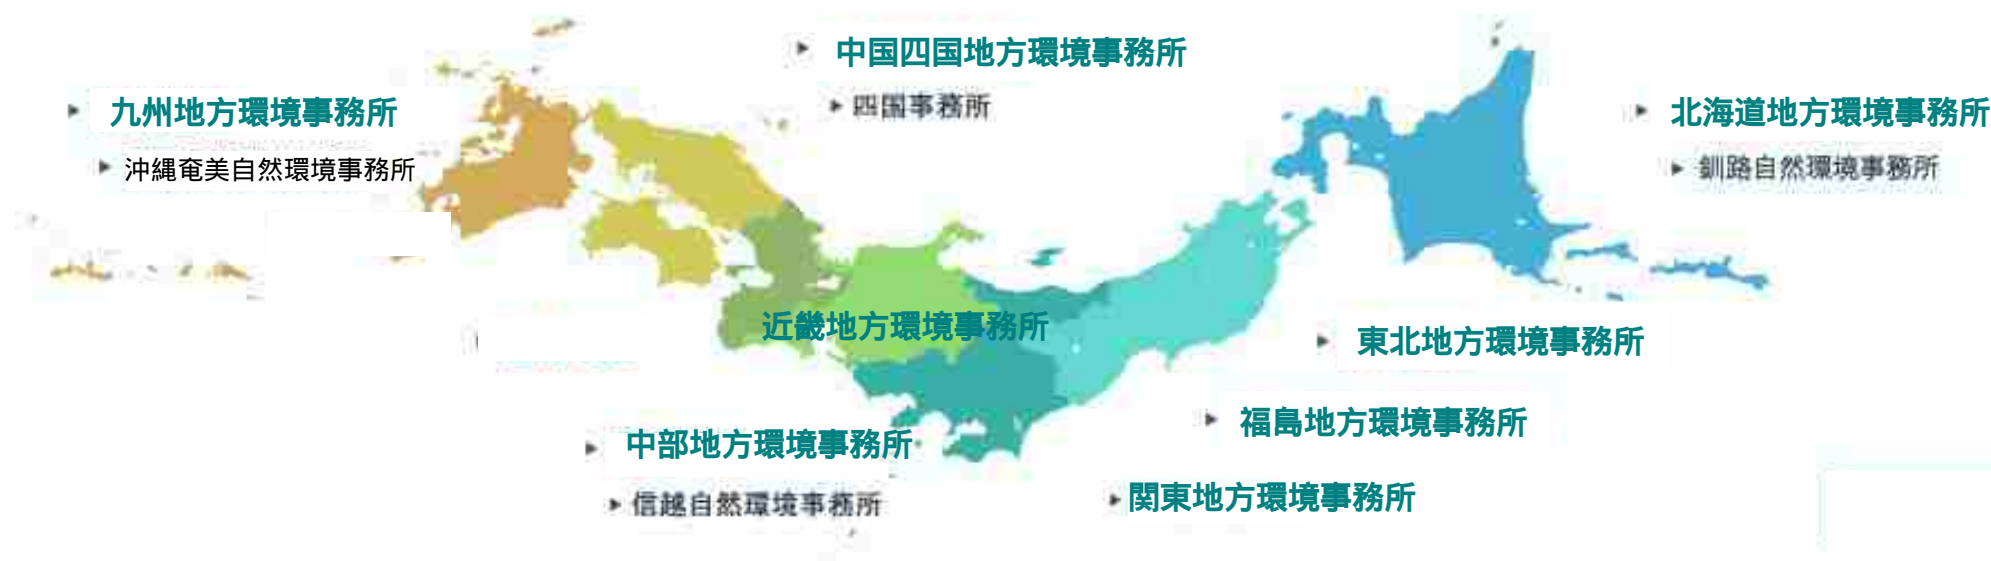 中国四国地方環境事務所
四国事務所
九州地方環境事務所
沖縄奄美自然環境事務所
北海道地方環境事務所
釧路自然環境事務所
近畿地方環境事務所
東北地方環境事務所
福島地方環境事務所
中部地方環境事務所
信越自然環境事務所
関東地方環境事務所